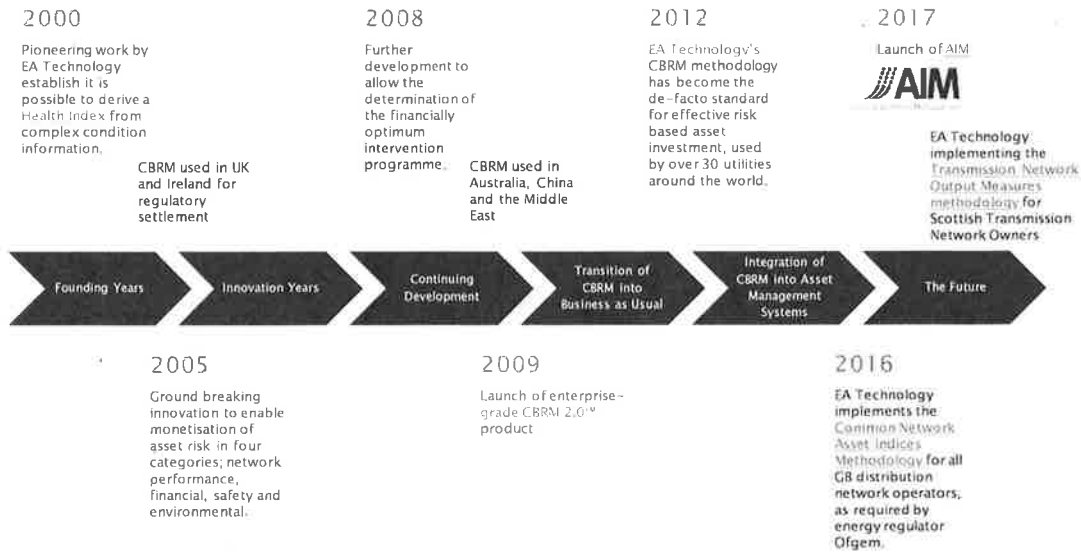 2000
Pioneering work by
EA Technology
establish it is
possible to derive a
Health Index from
complex condition
information.
CBRM used in UK
and Ireland for
regulatory
settlement
2008
Further
development to
allow the
determination of
the financially
optimum
intervention
programme.
CBRM used in
Australia, China
and the Middle
East
2012
EA Technology's
CBRM methodology
has become the
de-facto standard
for effective risk
based asset
investment, used
by over 30 utilities
around the world.
2017
Launch of AIM
AIM
EA Technology
implementing the
Transmission Network
Output Measures
methodology for
Scottish Transmission
Network Owners
Founding Years
Innovation Years
Continuing
Development
Transition of
CBRM into
Business as Usual
Integration of
CBRM into Asset
Management
Systems
The Future
2005
Ground breaking
innovation to enable
monetisation of
asset risk in four
categories; network
performance,
financial, safety and
environmental.
2009
Launch of enterprise-
grade CBRM 2.0™
product
2016
EA Technology
implements the
Common Network
Asset Indices
Methodology for all
GB distribution
network operators,
as required by
energy regulator
Ofgem.